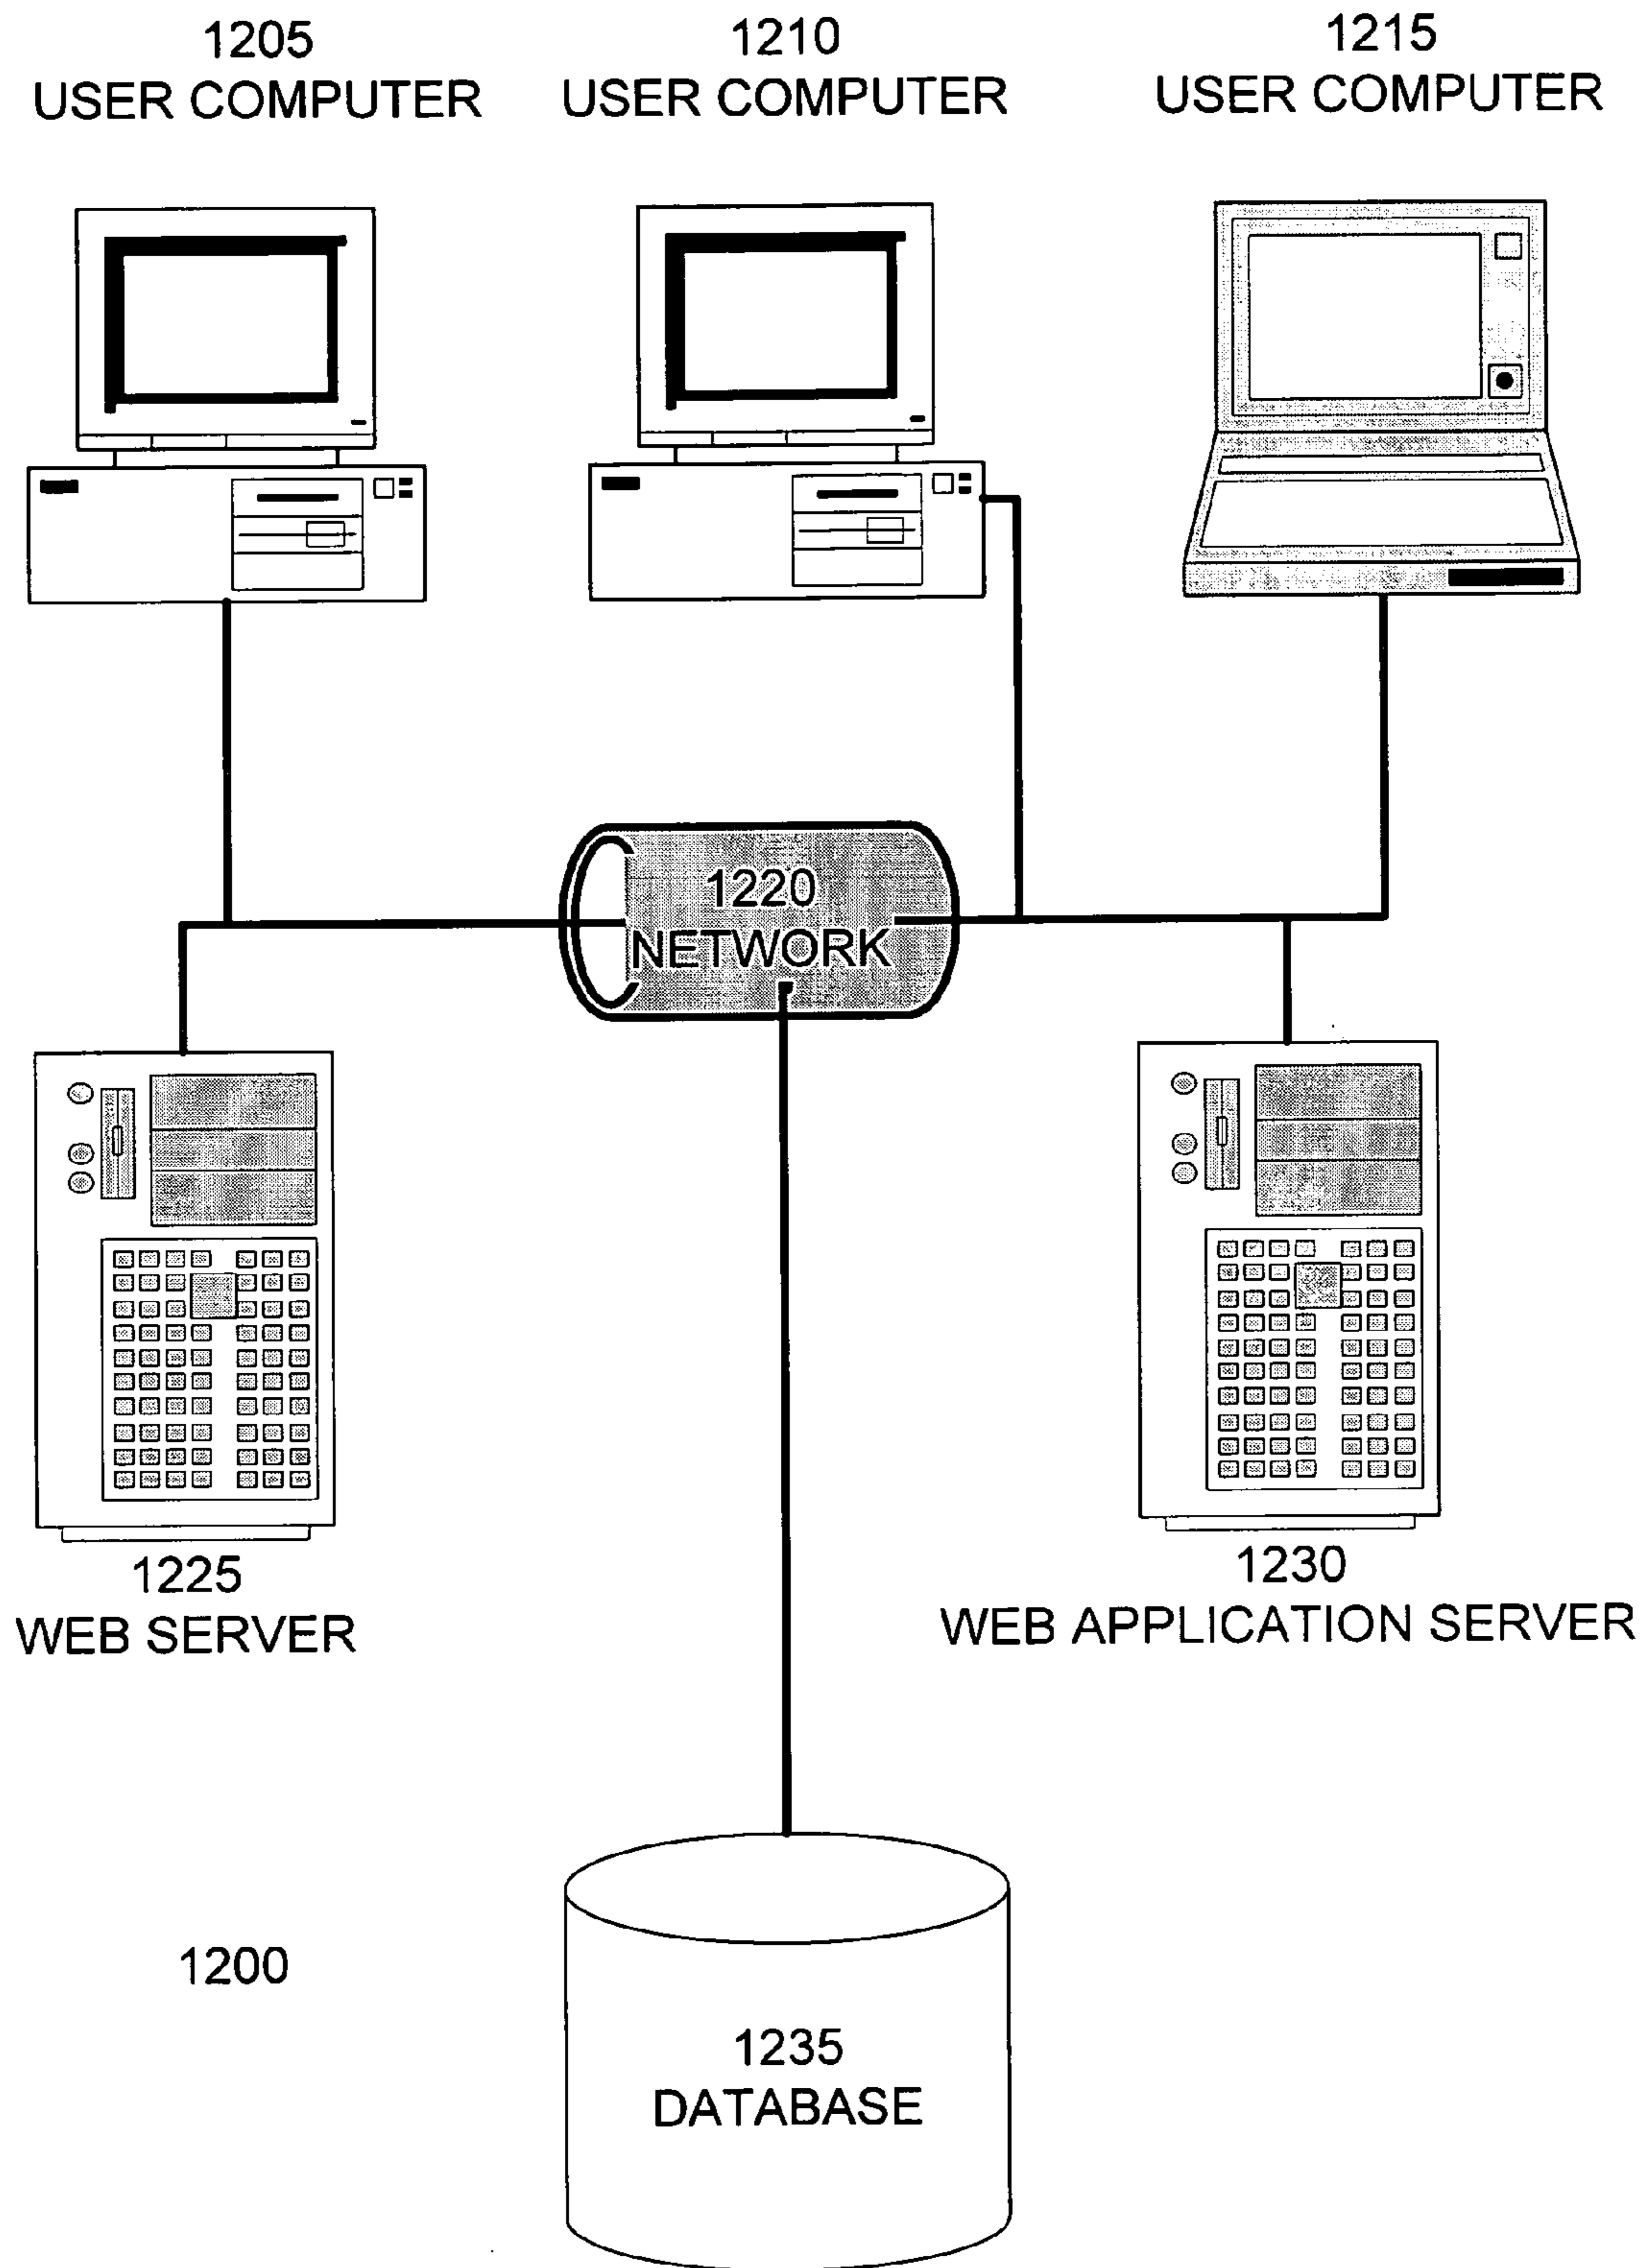 1205
USER COMPUTER
1210
USER COMPUTER
1215
USER COMPUTER
1220
NETWORK
1225
WEB SERVER
1230
WEB APPLICATION SERVER
1200
1235
DATABASE